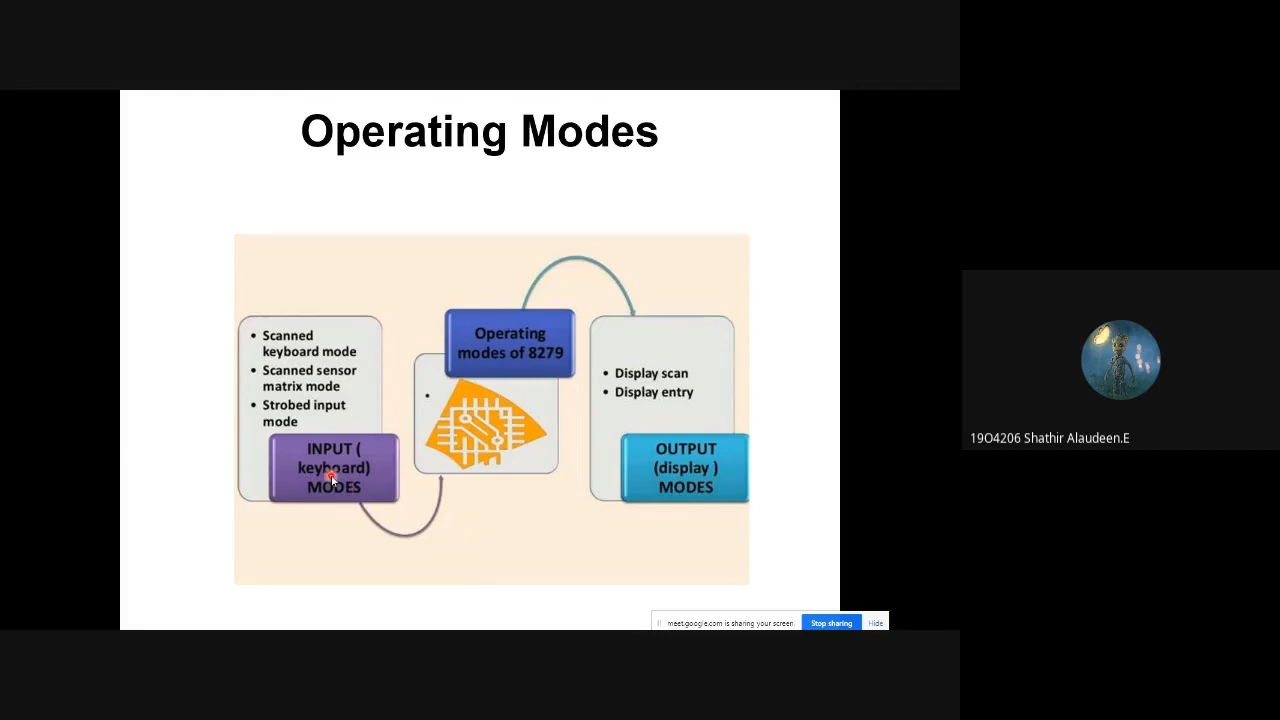 Operating Modes
• Scanned
keyboard mode
• Scanned sensor
matrix mode
• Strobed input
mode
INPUT (
keyboard)
MODES
Operating
modes of 8279
•
• Display scan
• Display entry
OUTPUT
(display )
MODES
19O4206 Shathir Alaudeen.E
meet.google.com is sharing your screen.
Stop sharing
Hide